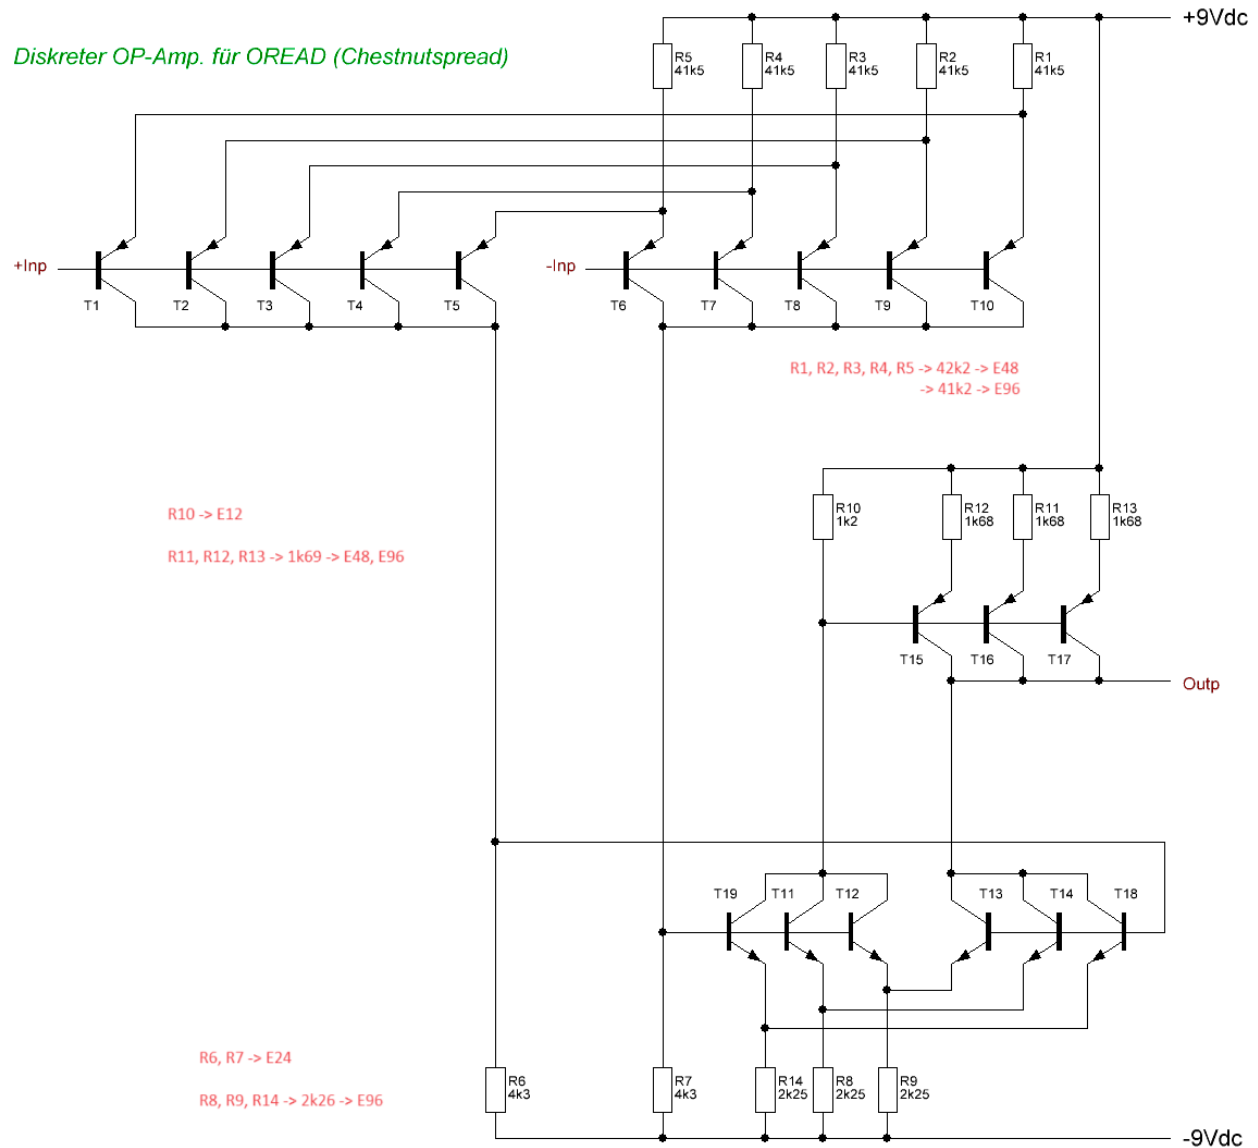 +9Vdc
Diskreter OP-Amp. für OREAD (Chestnutspread)
R5
41k5
R4
41k5
R3
41k5
R2
41k5
R1
41k5
+Inp
-Inp
T1
T2
T3
T4
T5
T6
T7
T8
T9
T10
R1, R2, R3, R4, R5 -> 42k2 -> E48
-> 41k2 -> E96
R10
1k2
R12
1k68
R11
1k68
R13
1k68
R10 -> E12
R11, R12, R13 -> 1k69 -> E48, E96
T15
T16
T17
Outp
T19
T11
T12
T13
T14
T18
R6, R7 -> E24
R8, R9, R14 -> 2k26 -> E96
R6
4k3
R7
4k3
R14
2k25
R8
2k25
R9
2k25
-9Vdc